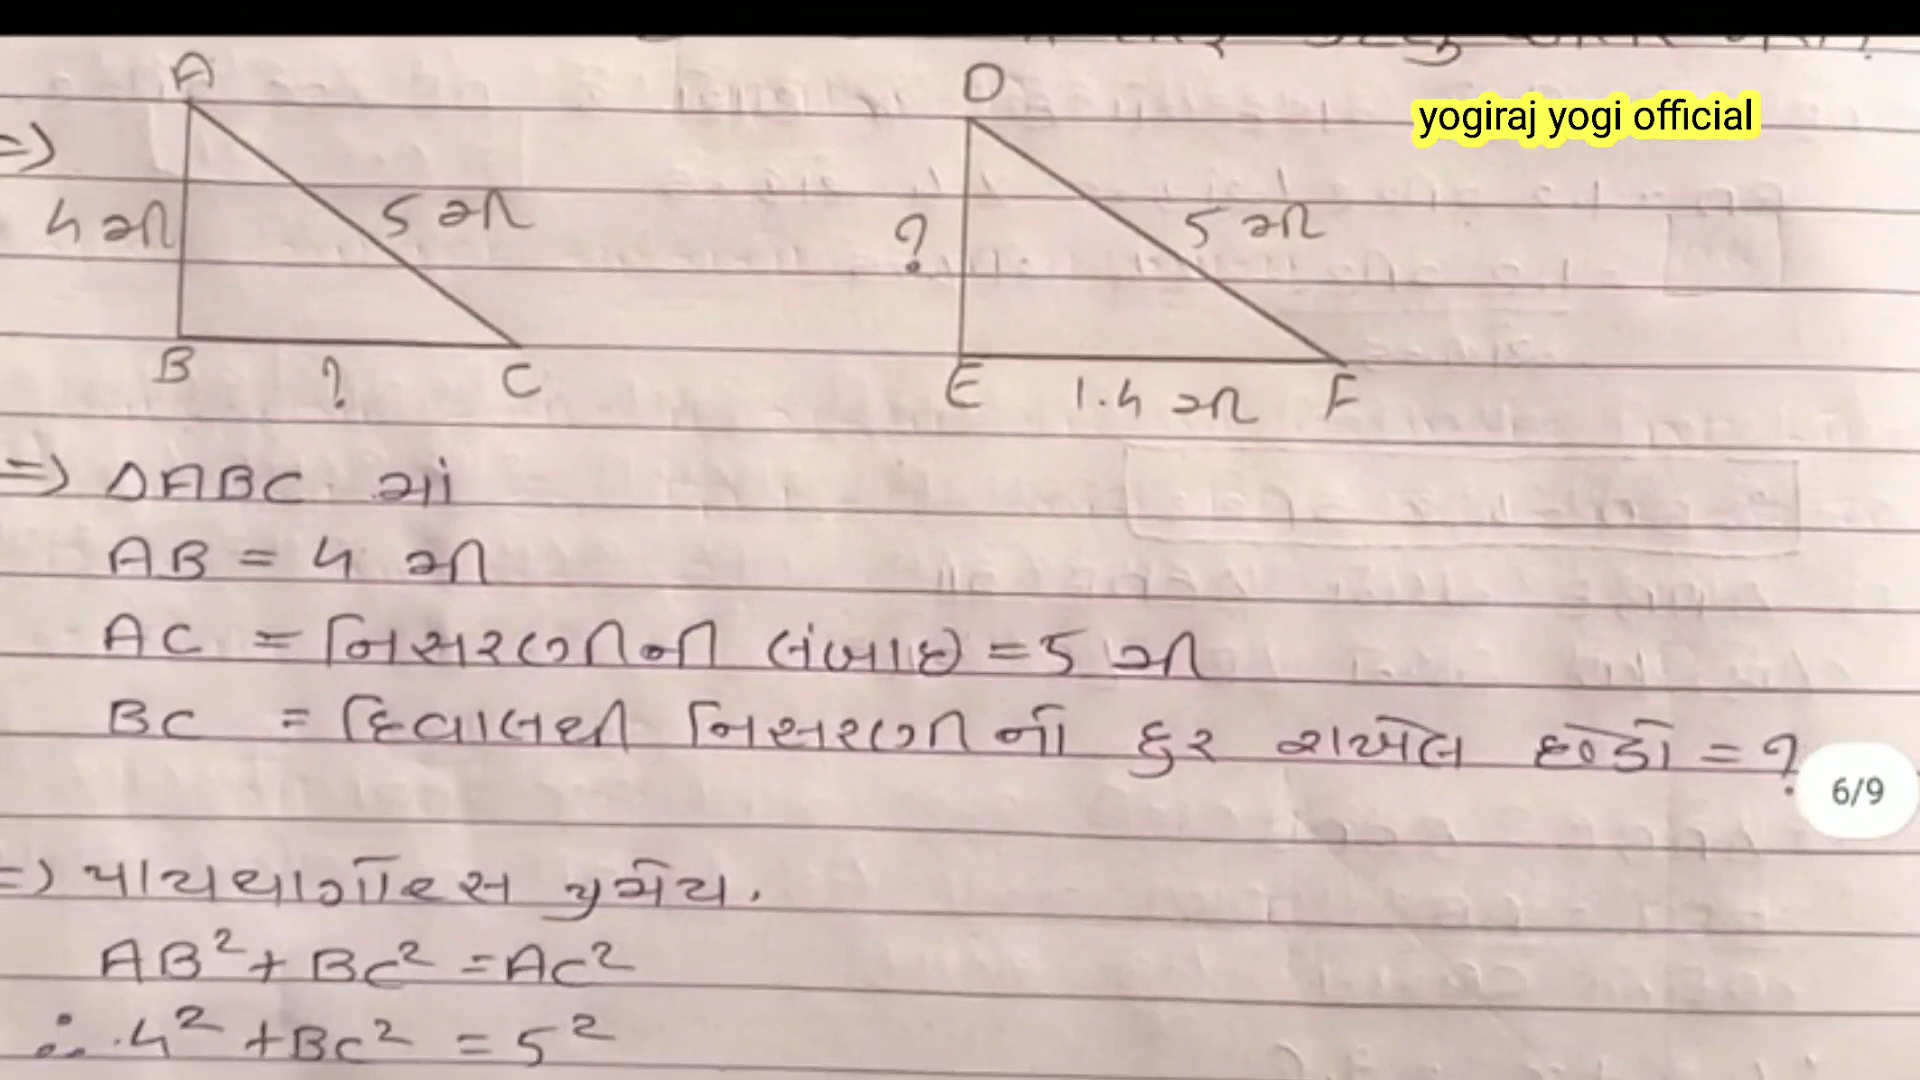 A
D
yogiraj yogi official
=)
4 મી
5 મી
?
5 મી
B
?
C
E
1.4 મી
F
=) ΔABC માં
AB = 4 મી
AC = નિસરણીની લંબાઇ = 5 મી
BC = દિવાલથી નિસરણીનો દુર રાખેલ છેડો = ?
6/9
=) પાયથાગોરસ પ્રમેય.
AB² + BC² = AC²
∴ 4² + BC² = 5²